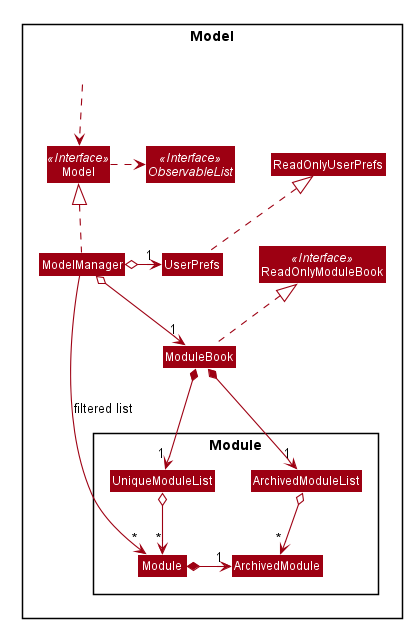 Model
«Interface»
Model
«Interface»
ObservableList
ReadOnlyUserPrefs
ModelManager
1
UserPrefs
«Interface»
ReadOnlyModuleBook
1
ModuleBook
filtered list
Module
1
1
UniqueModuleList
ArchivedModuleList
*
*
*
Module
1
ArchivedModule